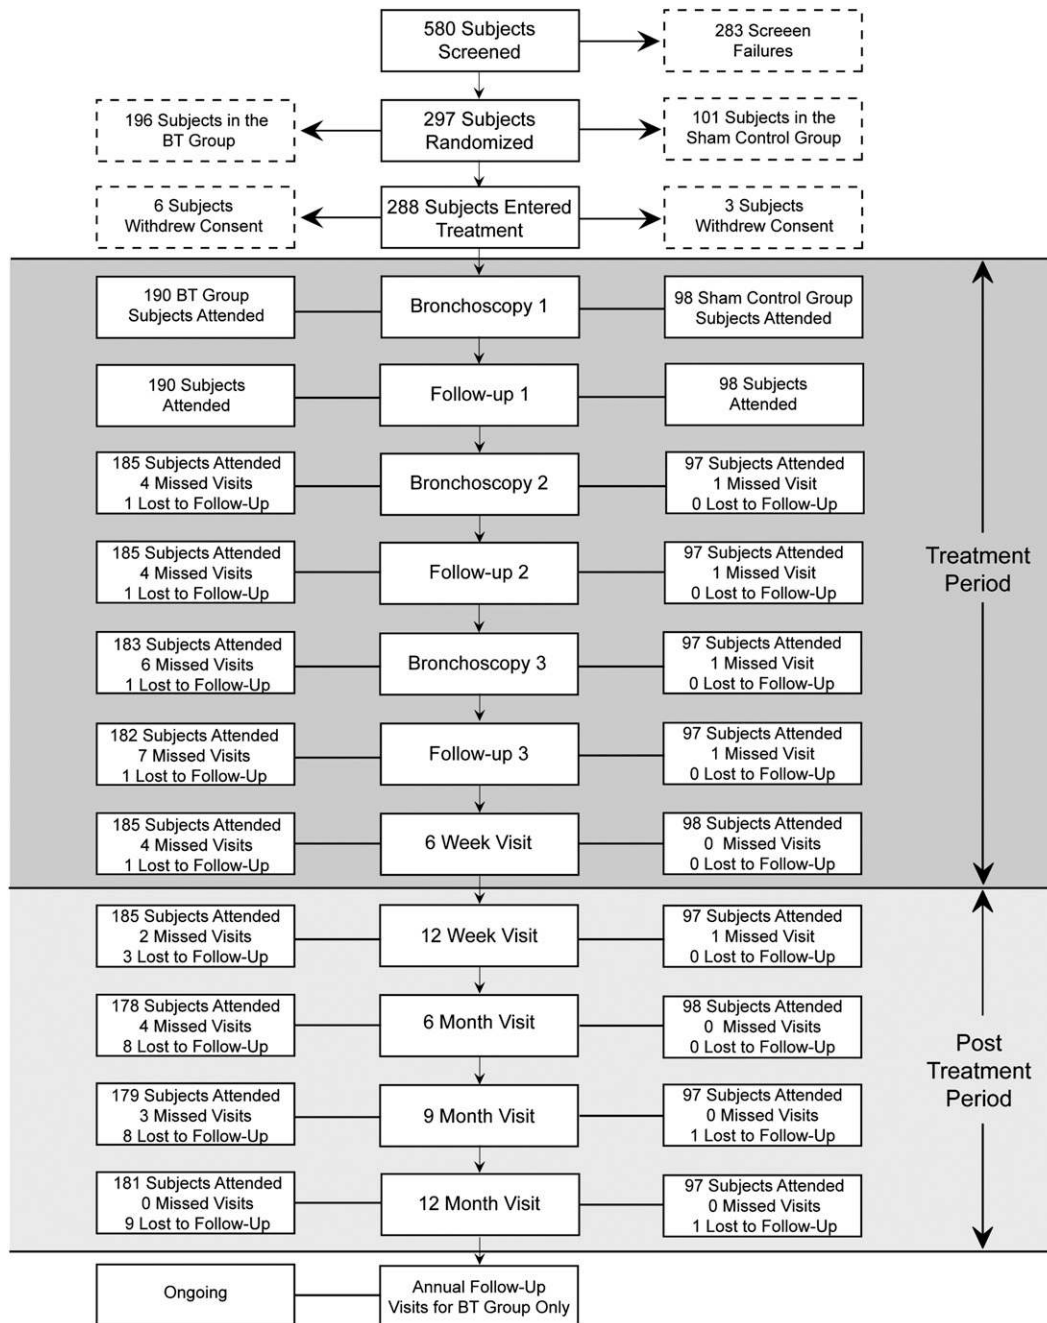 580 Subjects
Screened
283 Screeen
Failures
196 Subjects in the
BT Group
297 Subjects
Randomized
101 Subjects in the
Sham Control Group
6 Subjects
Withdrew Consent
288 Subjects Entered
Treatment
3 Subjects
Withdrew Consent
190 BT Group
Subjects Attended
Bronchoscopy 1
98 Sham Control Group
Subjects Attended
190 Subjects
Attended
Follow-up 1
98 Subjects
Attended
185 Subjects Attended
4 Missed Visits
1 Lost to Follow-Up
Bronchoscopy 2
97 Subjects Attended
1 Missed Visit
0 Lost to Follow-Up
185 Subjects Attended
4 Missed Visits
1 Lost to Follow-Up
Follow-up 2
97 Subjects Attended
1 Missed Visit
0 Lost to Follow-Up
Treatment
Period
183 Subjects Attended
6 Missed Visits
1 Lost to Follow-Up
Bronchoscopy 3
97 Subjects Attended
1 Missed Visit
0 Lost to Follow-Up
182 Subjects Attended
7 Missed Visits
1 Lost to Follow-Up
Follow-up 3
97 Subjects Attended
1 Missed Visit
0 Lost to Follow-Up
185 Subjects Attended
4 Missed Visits
1 Lost to Follow-Up
6 Week Visit
98 Subjects Attended
0 Missed Visits
0 Lost to Follow-Up
185 Subjects Attended
2 Missed Visits
3 Lost to Follow-Up
12 Week Visit
97 Subjects Attended
1 Missed Visit
0 Lost to Follow-Up
178 Subjects Attended
4 Missed Visits
8 Lost to Follow-Up
6 Month Visit
98 Subjects Attended
0 Missed Visits
0 Lost to Follow-Up
Post
Treatment
Period
179 Subjects Attended
3 Missed Visits
8 Lost to Follow-Up
9 Month Visit
97 Subjects Attended
0 Missed Visits
1 Lost to Follow-Up
181 Subjects Attended
0 Missed Visits
9 Lost to Follow-Up
12 Month Visit
97 Subjects Attended
0 Missed Visits
1 Lost to Follow-Up
Ongoing
Annual Follow-Up
Visits for BT Group Only